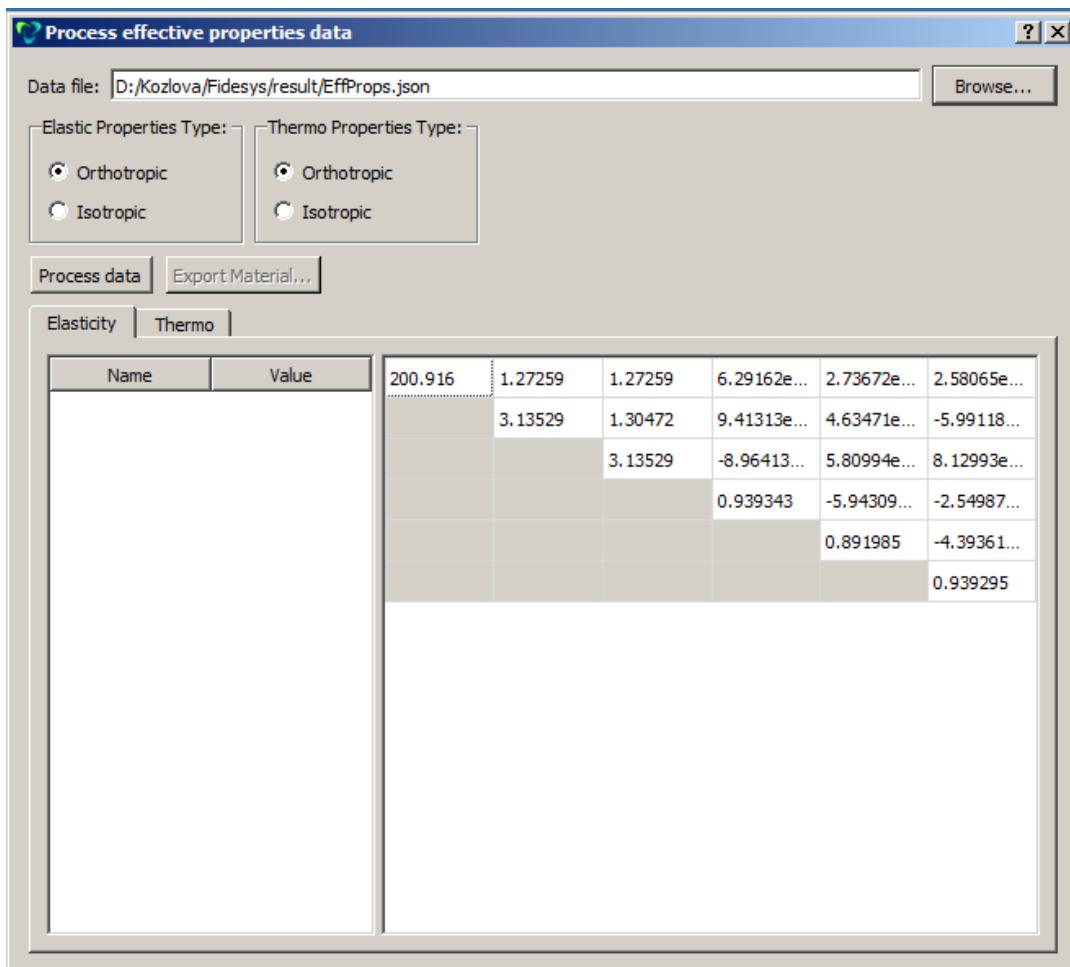 Process effective properties data
Data file: D:/Kozlova/Fidesys/result/EffProps.json Browse...
Elastic Properties Type: Thermo Properties Type:
Orthotropic Orthotropic
Isotropic Isotropic
Process data Export Material...
Elasticity Thermo
Name Value
200.916 1.27259 1.27259 6.29162e... 2.73672e... 2.58065e...
3.13529 1.30472 9.41313e... 4.63471e... -5.99118...
3.13529 -8.96413... 5.80994e... 8.12993e...
0.939343 -5.94309... -2.54987...
0.891985 -4.39361...
0.939295